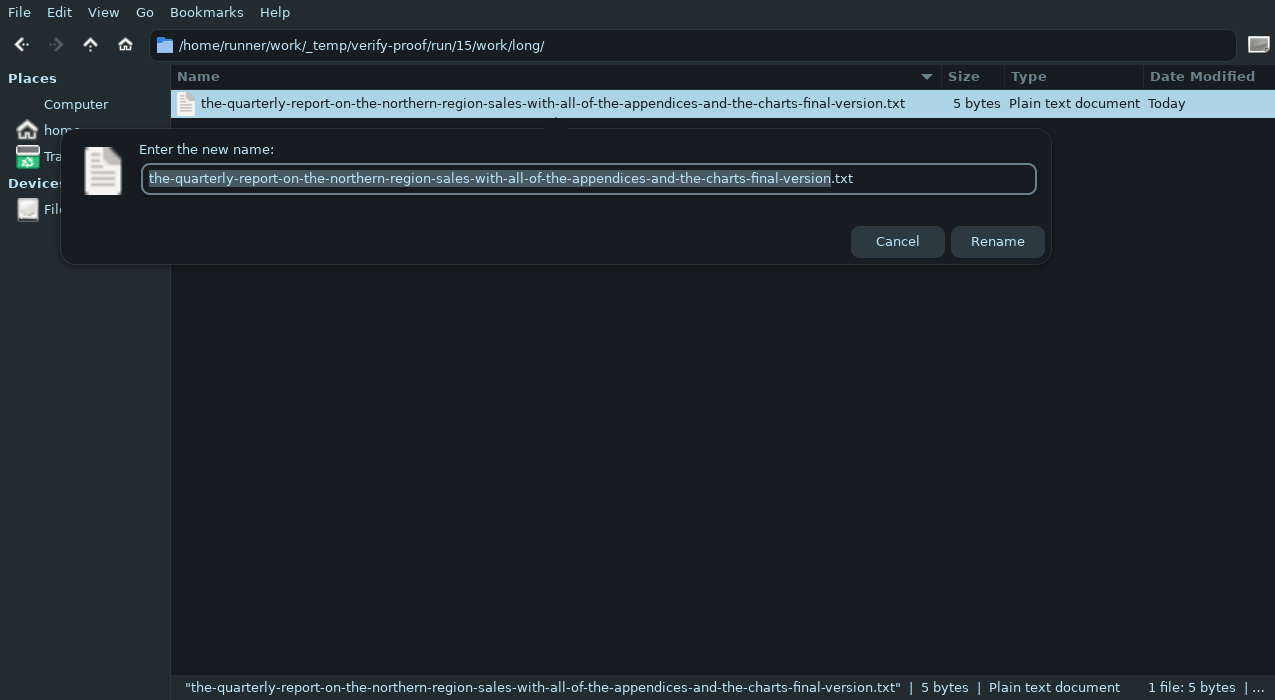 File Edit View Go Bookmarks Help
/home/runner/work/_temp/verify-proof/run/15/work/long/
Places
Computer
home
Tra
Devices
File
Name Size Type Date Modified
the-quarterly-report-on-the-northern-region-sales-with-all-of-the-appendices-and-the-charts-final-version.txt 5 bytes Plain text document Today
Enter the new name:
the-quarterly-report-on-the-northern-region-sales-with-all-of-the-appendices-and-the-charts-final-version.txt
Cancel Rename
"the-quarterly-report-on-the-northern-region-sales-with-all-of-the-appendices-and-the-charts-final-version.txt" | 5 bytes | Plain text document 1 file: 5 bytes | ...